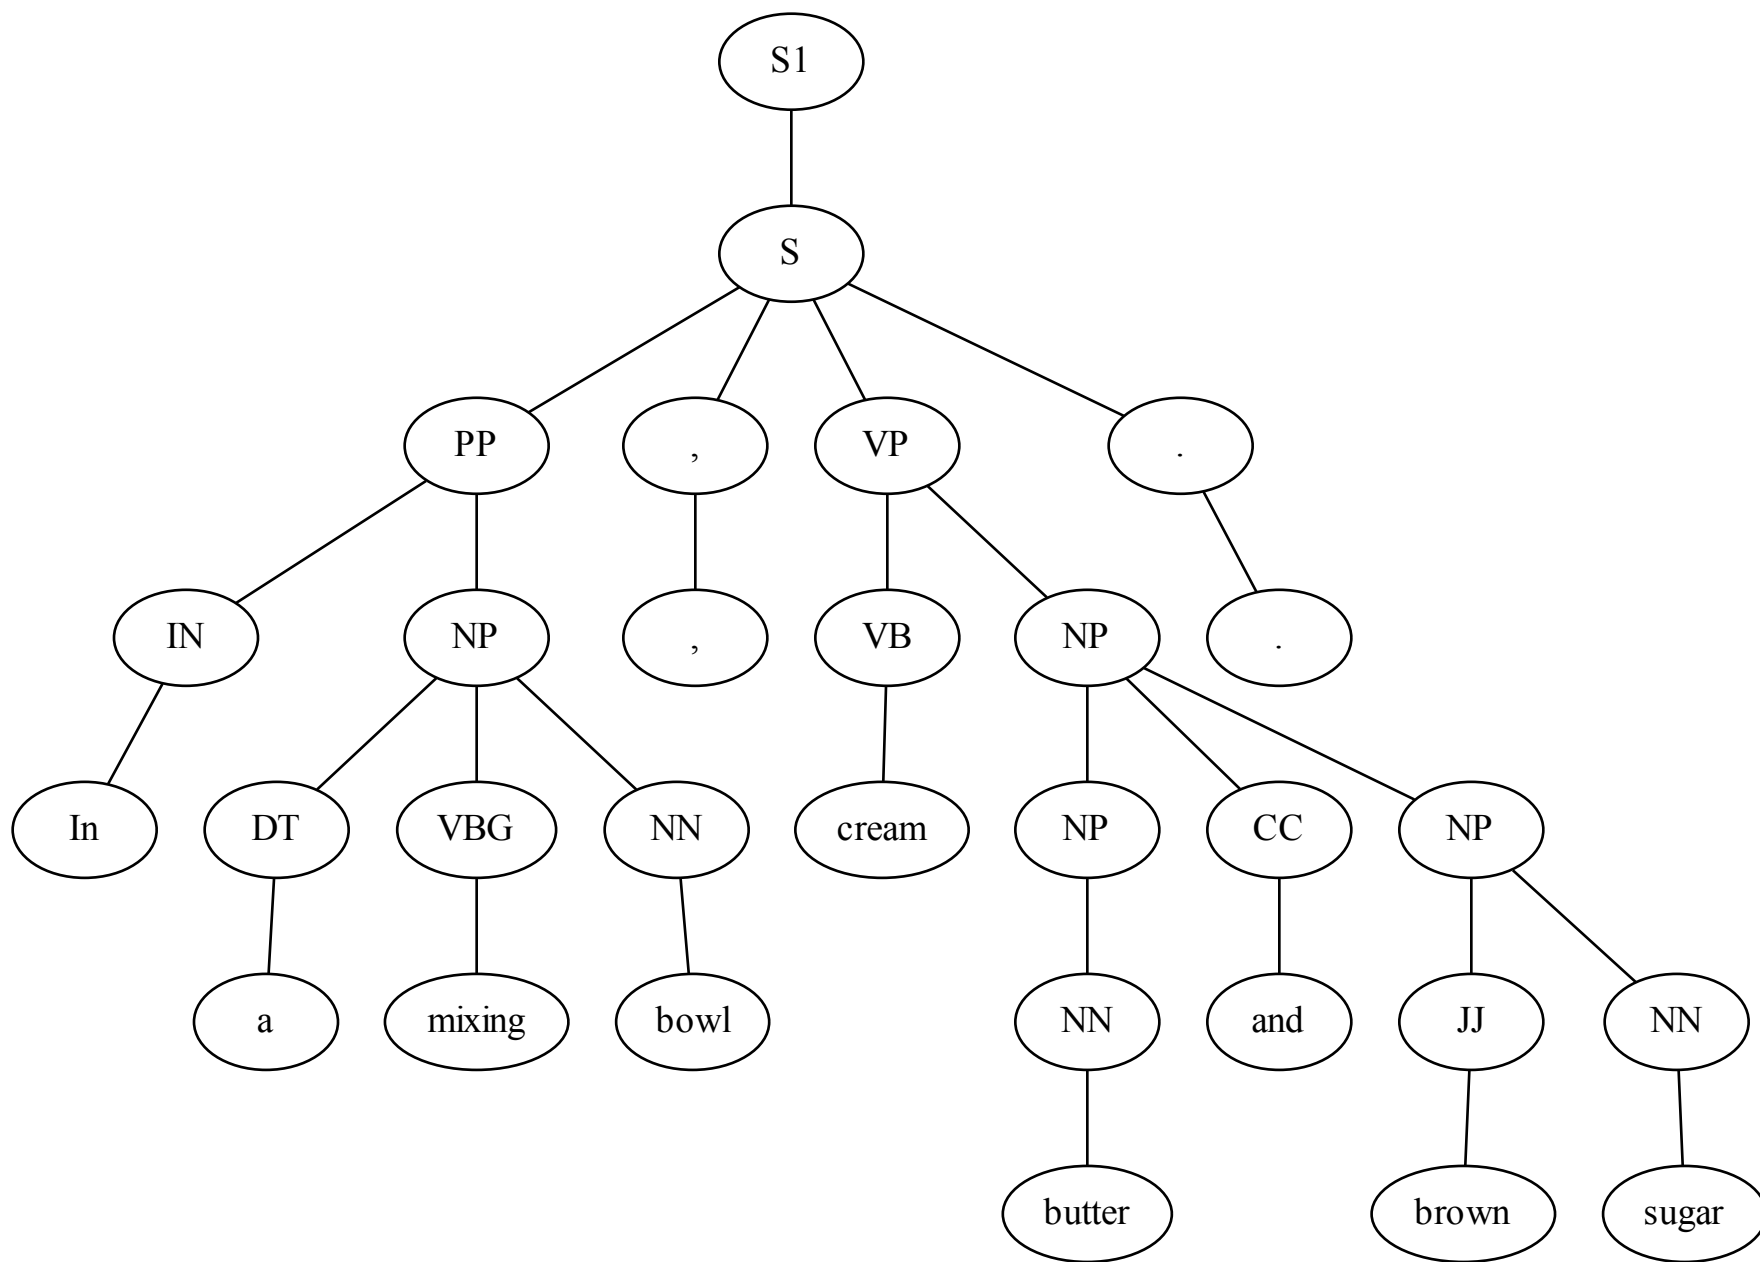 S1
S
PP , VP .
IN NP , VB NP .
In DT VBG NN cream NP CC NP
a mixing bowl NN and JJ NN
butter brown sugar